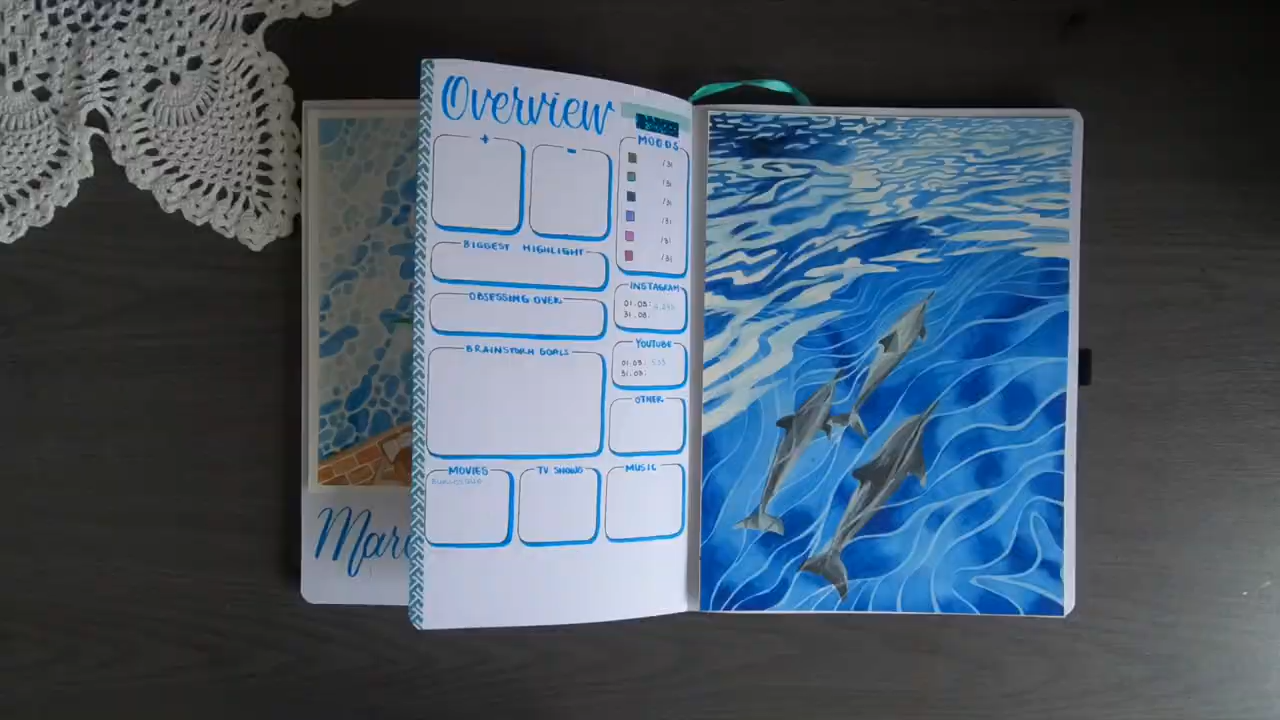 Overview
+
-
MOODS
/31
/31
/31
/31
/31
/31
BIGGEST HIGHLIGHT
INSTAGRAM
01.03:
31.03:
OBSESSING OVER
YOUTUBE
01.03:
31.03:
BRAINSTORM GOALS
OTHER
MOVIES
TV SHOWS
MUSIC
Marc